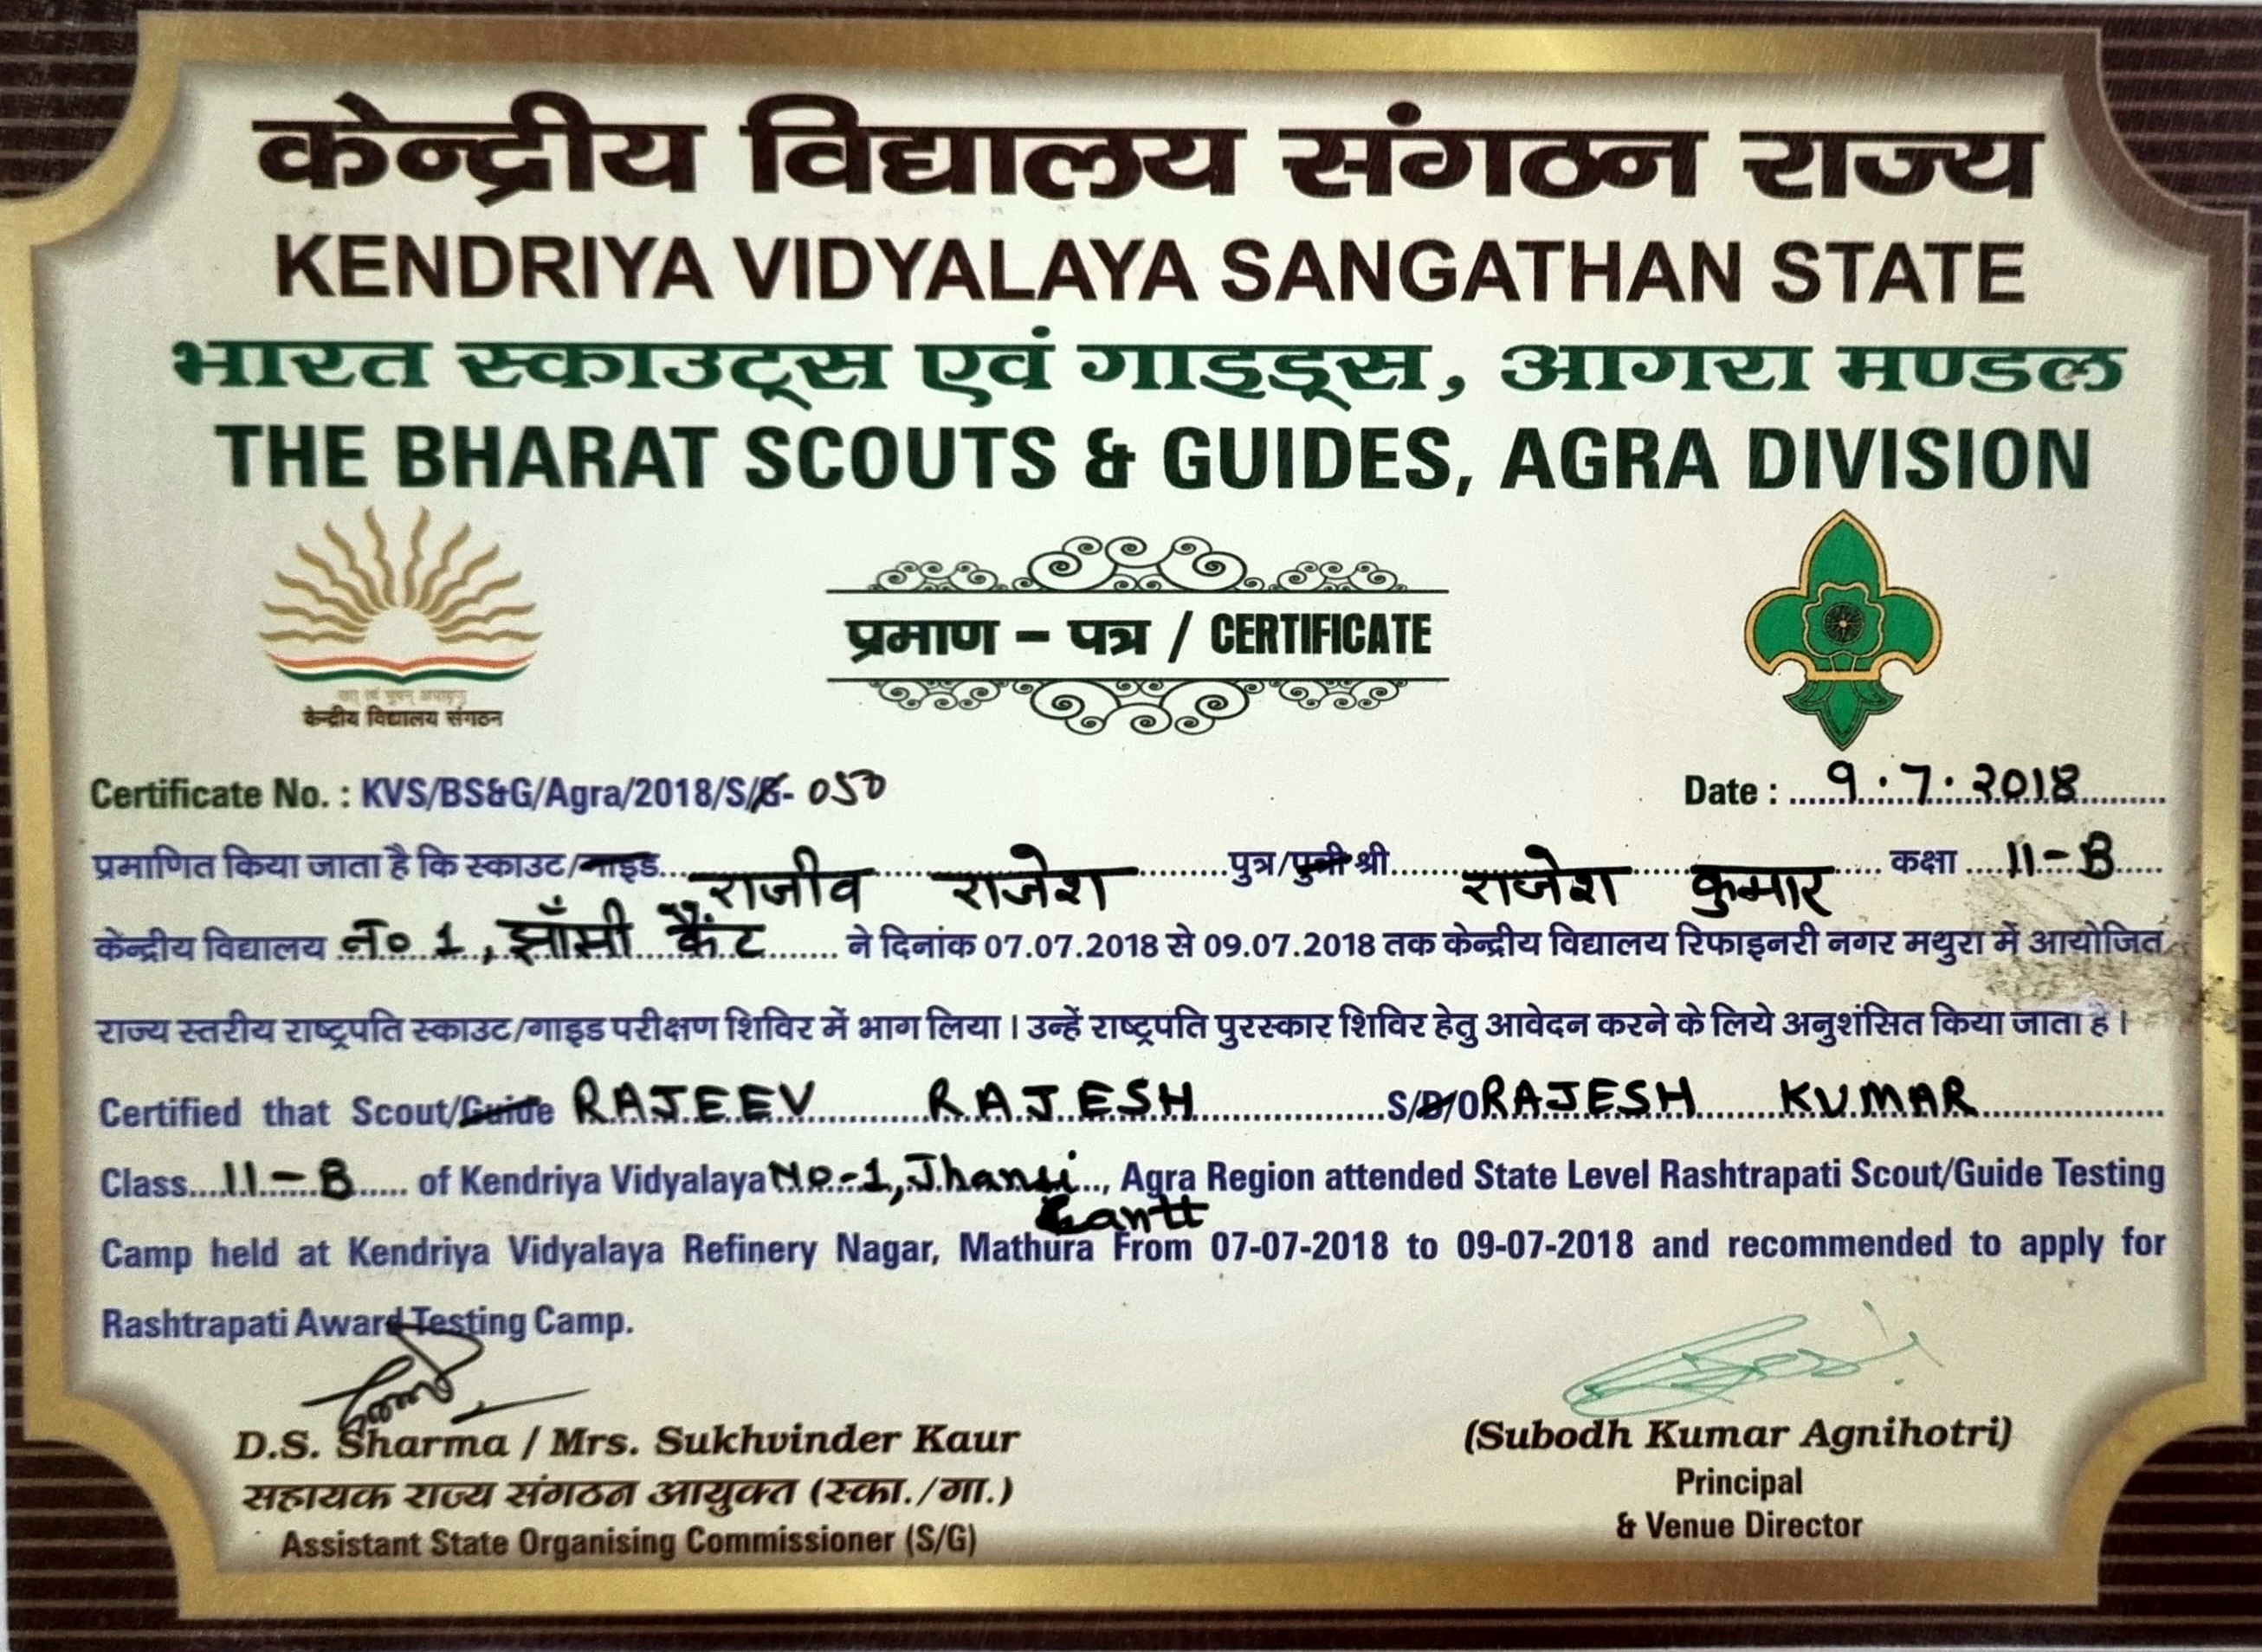 केन्द्रीय विद्यालय संगठन राज्य
KENDRIYA VIDYALAYA SANGATHAN STATE
भारत स्काउट्स एवं गाइड्स, आगरा मण्डल
THE BHARAT SCOUTS & GUIDES, AGRA DIVISION
केन्द्रीय विद्यालय संगठन
प्रमाण – पत्र / CERTIFICATE
Certificate No. : KVS/BS&G/Agra/2018/S/G- 050 Date : 9.7.2018
प्रमाणित किया जाता है कि स्काउट/गाइड राजीव राजेश पुत्र/पुत्री श्री राजेश कुमार कक्षा 11-B
केन्द्रीय विद्यालय नं० 1, झाँसी कैंट ने दिनांक 07.07.2018 से 09.07.2018 तक केन्द्रीय विद्यालय रिफाइनरी नगर मथुरा में आयोजित
राज्य स्तरीय राष्ट्रपति स्काउट/गाइड परीक्षण शिविर में भाग लिया। उन्हें राष्ट्रपति पुरस्कार शिविर हेतु आवेदन करने के लिये अनुशंसित किया जाता है।
Certified that Scout/Guide RAJEEV RAJESH S/D/O RAJESH KUMAR
Class 11-B of Kendriya Vidyalaya No-1, Jhansi Cantt, Agra Region attended State Level Rashtrapati Scout/Guide Testing
Camp held at Kendriya Vidyalaya Refinery Nagar, Mathura From 07-07-2018 to 09-07-2018 and recommended to apply for
Rashtrapati Award Testing Camp.
D.S. Sharma / Mrs. Sukhvinder Kaur
सहायक राज्य संगठन आयुक्त (स्का./गा.)
Assistant State Organising Commissioner (S/G)
(Subodh Kumar Agnihotri)
Principal
& Venue Director